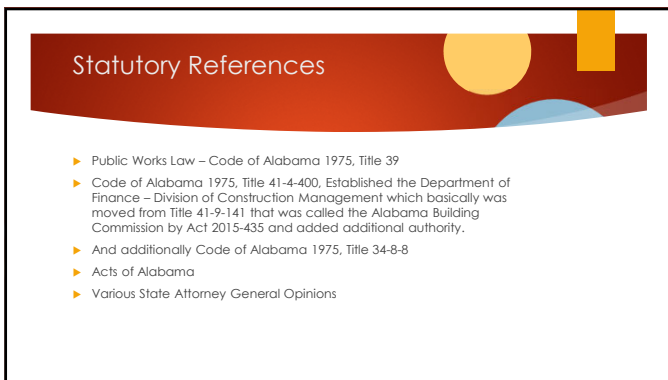 Statutory References
Public Works Law – Code of Alabama 1975, Title 39
Code of Alabama 1975, Title 41-4-400, Established the Department of
Finance – Division of Construction Management which basically was
moved from Title 41-9-141 that was called the Alabama Building
Commission by Act 2015-435 and added additional authority.
And additionally Code of Alabama 1975, Title 34-8-8
Acts of Alabama
Various State Attorney General Opinions